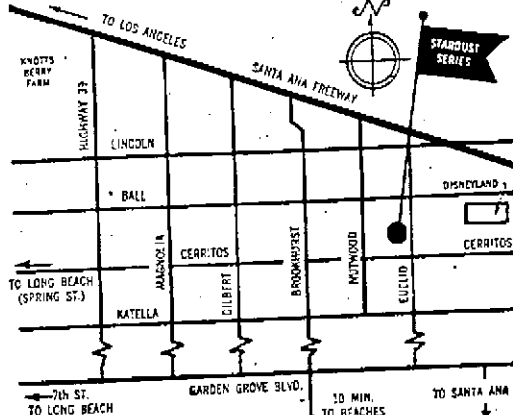 TO LOS ANGELES
N
STARDUST
SERIES
KNOTTS
BERRY
FARM
HIGHWAY 39
SANTA ANA FREEWAY
LINCOLN
BALL
DISNEYLAND
MAGNOLIA
CERRITOS
GILBERT
BROOKHURST
NUTWOOD
EUCLID
CERRITOS
TO LONG BEACH
(SPRING ST.)
KATELLA
7th ST.
TO LONG BEACH
GARDEN GROVE BLVD.
10 MIN.
TO BEACHES
TO SANTA ANA